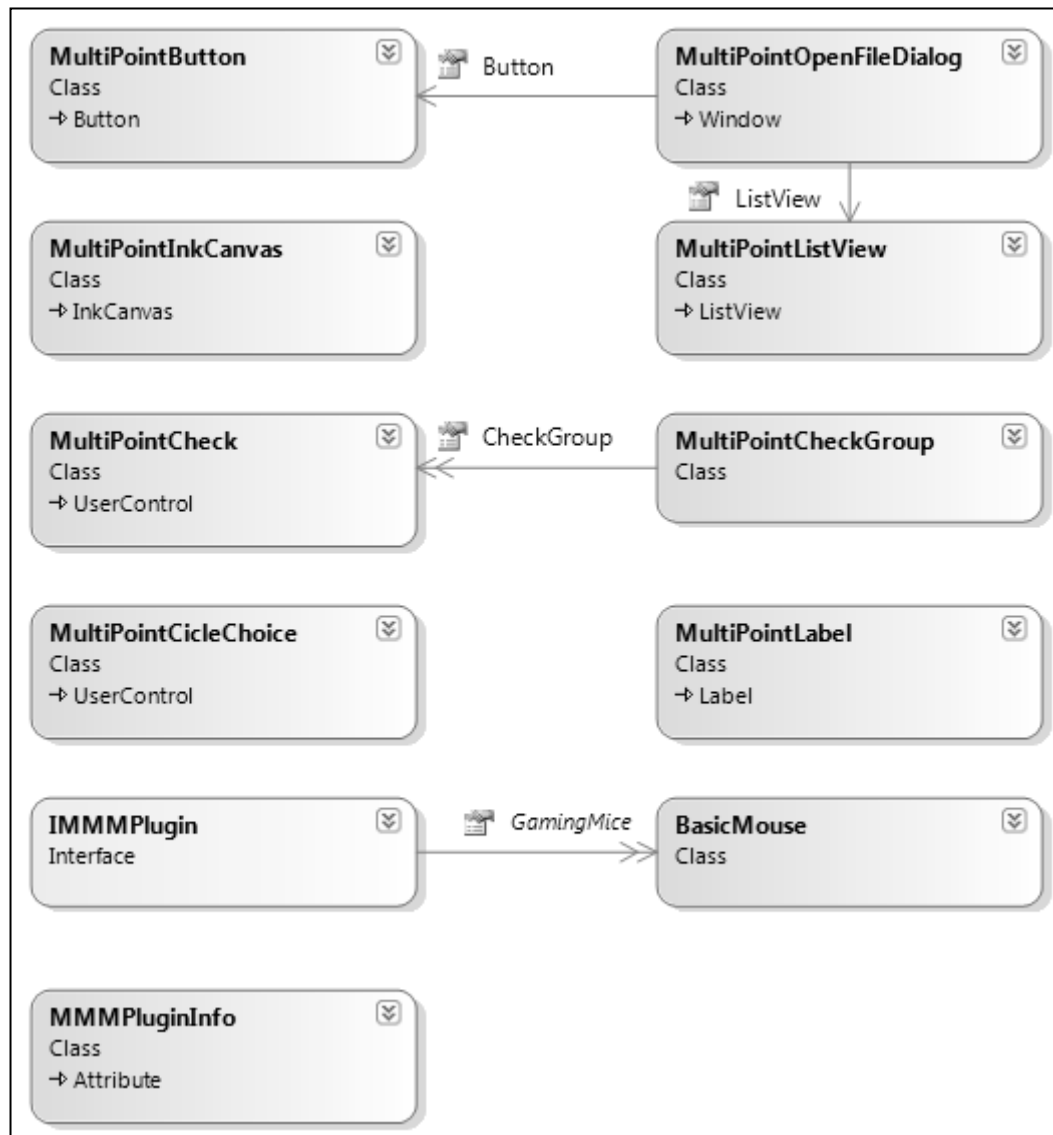 MultiPointButton
Class
Button
Button
MultiPointOpenFileDialog
Class
Window
ListView
MultiPointInkCanvas
Class
InkCanvas
MultiPointListView
Class
ListView
MultiPointCheck
Class
UserControl
CheckGroup
MultiPointCheckGroup
Class
MultiPointCicleChoice
Class
UserControl
MultiPointLabel
Class
Label
IMMMPlugin
Interface
GamingMice
BasicMouse
Class
MMMPluginInfo
Class
Attribute